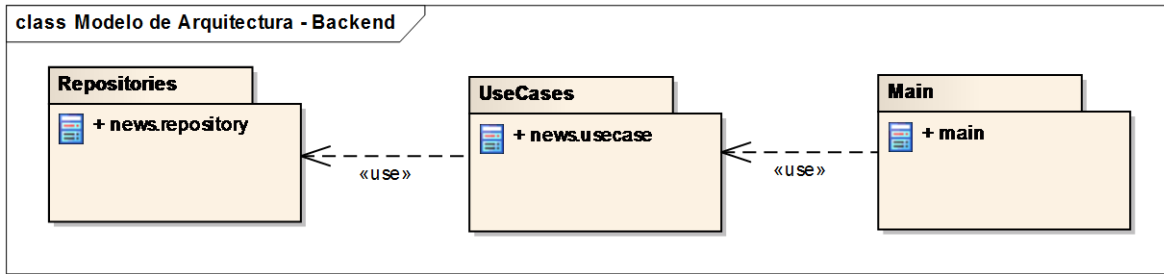 class Modelo de Arquitectura - Backend
Repositories
+ news.repository
«use»
UseCases
+ news.usecase
«use»
Main
+ main